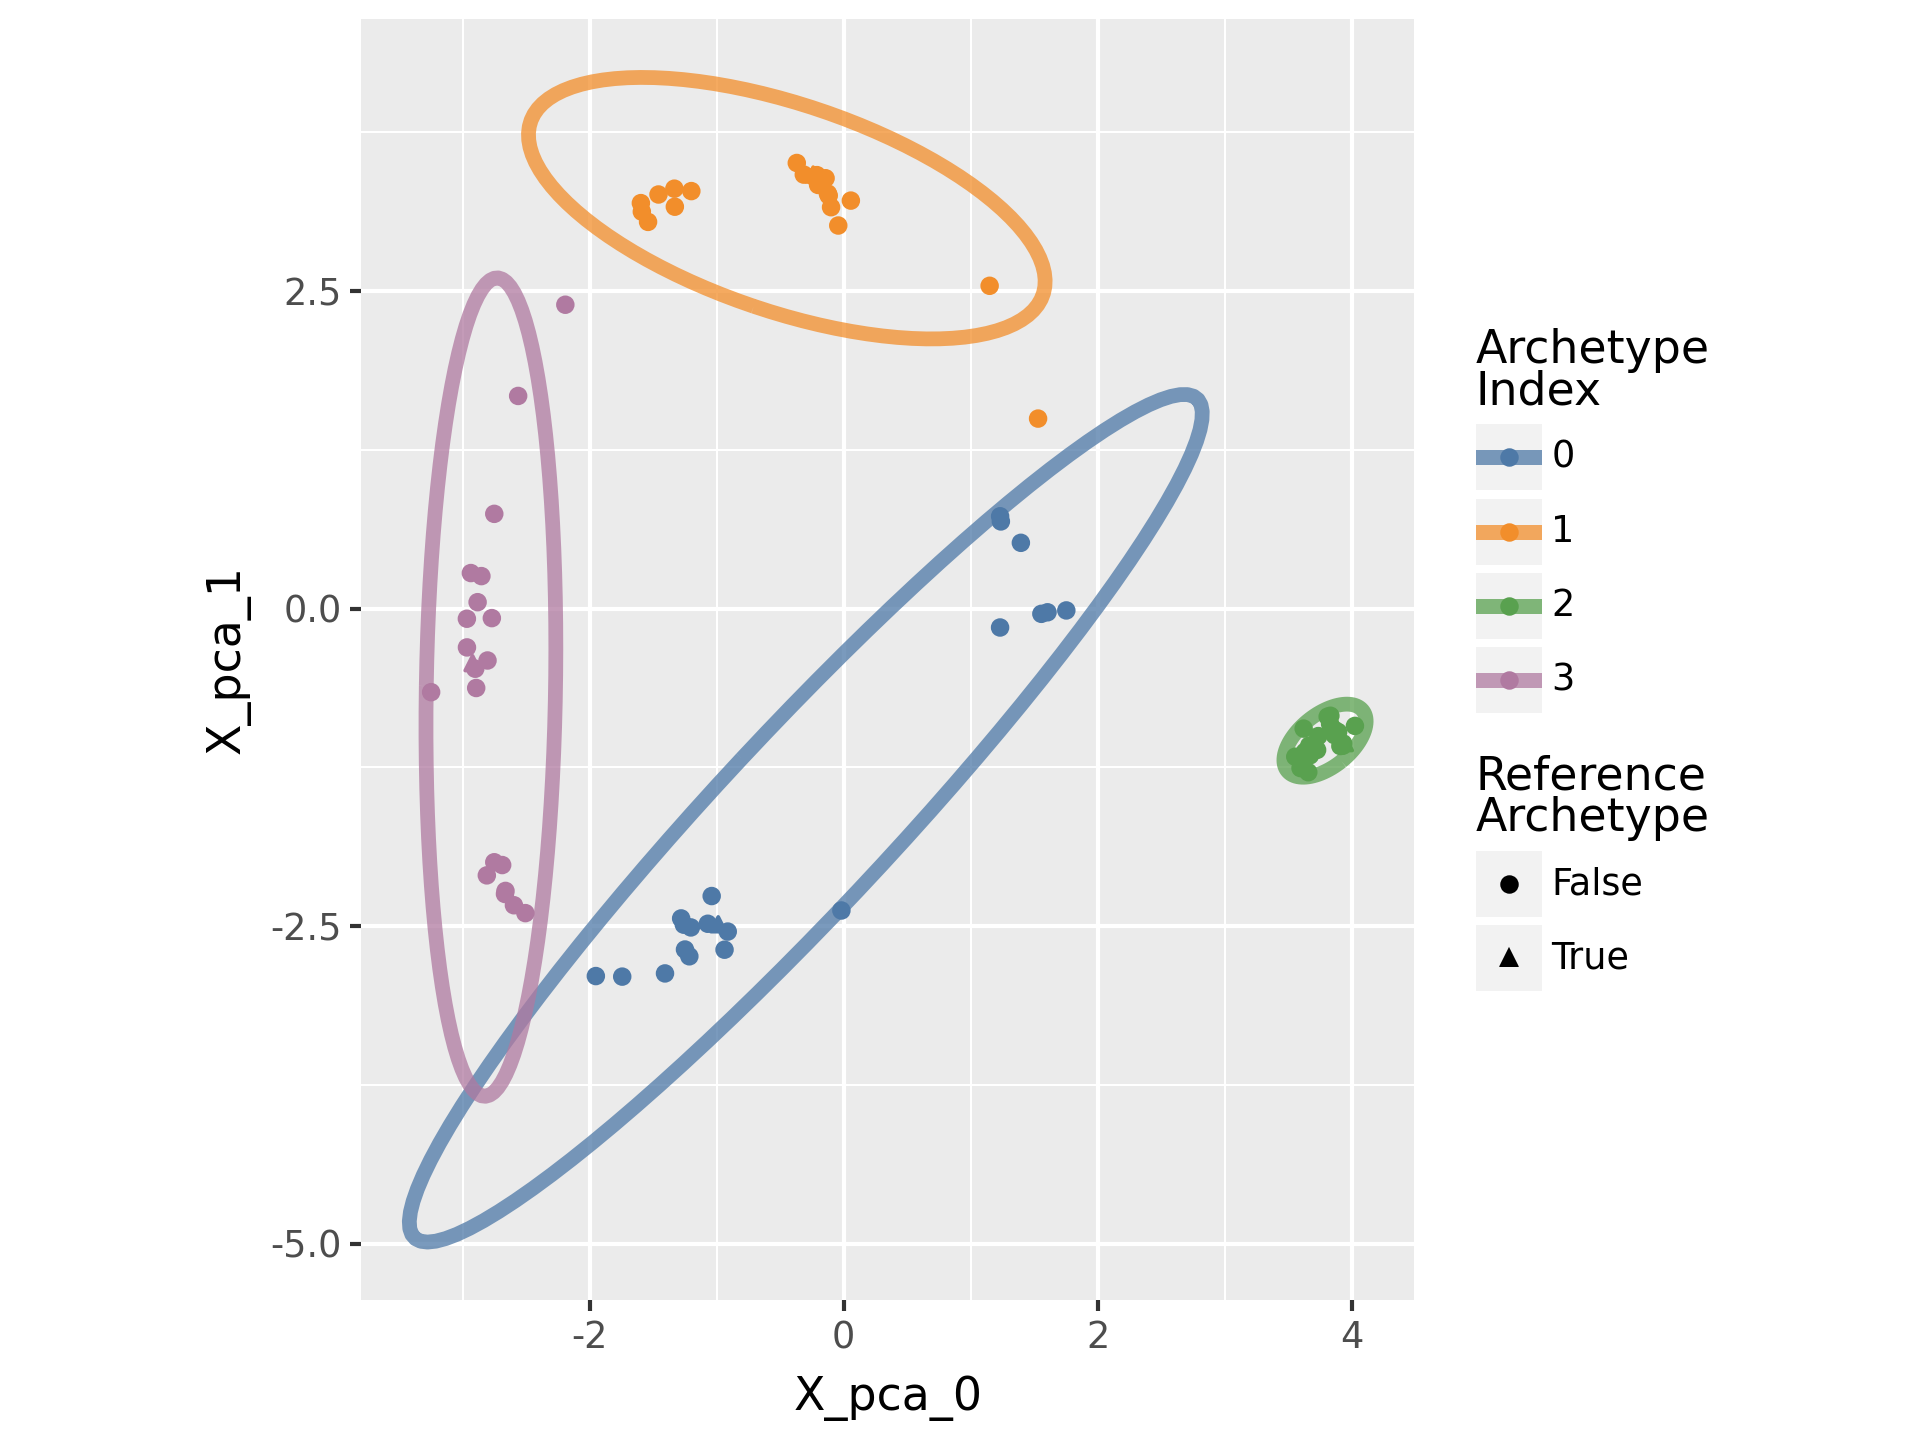 2.5
0.0
-2.5
-5.0
X_pca_1
-2 0 2 4
X_pca_0
Archetype
Index
0
1
2
3
Reference
Archetype
False
True